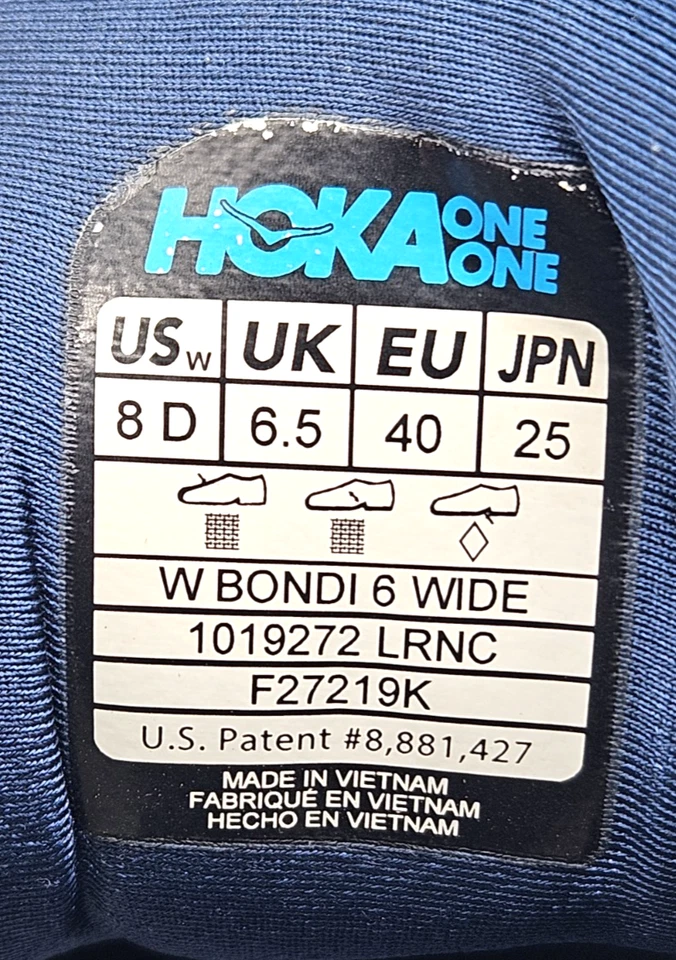 HOKA ONE ONE
USw UK EU JPN
8 D 6.5 40 25
W BONDI 6 WIDE
1019272 LRNC
F27219K
U.S. Patent #8,881,427
MADE IN VIETNAM
FABRIQUÉ EN VIETNAM
HECHO EN VIETNAM